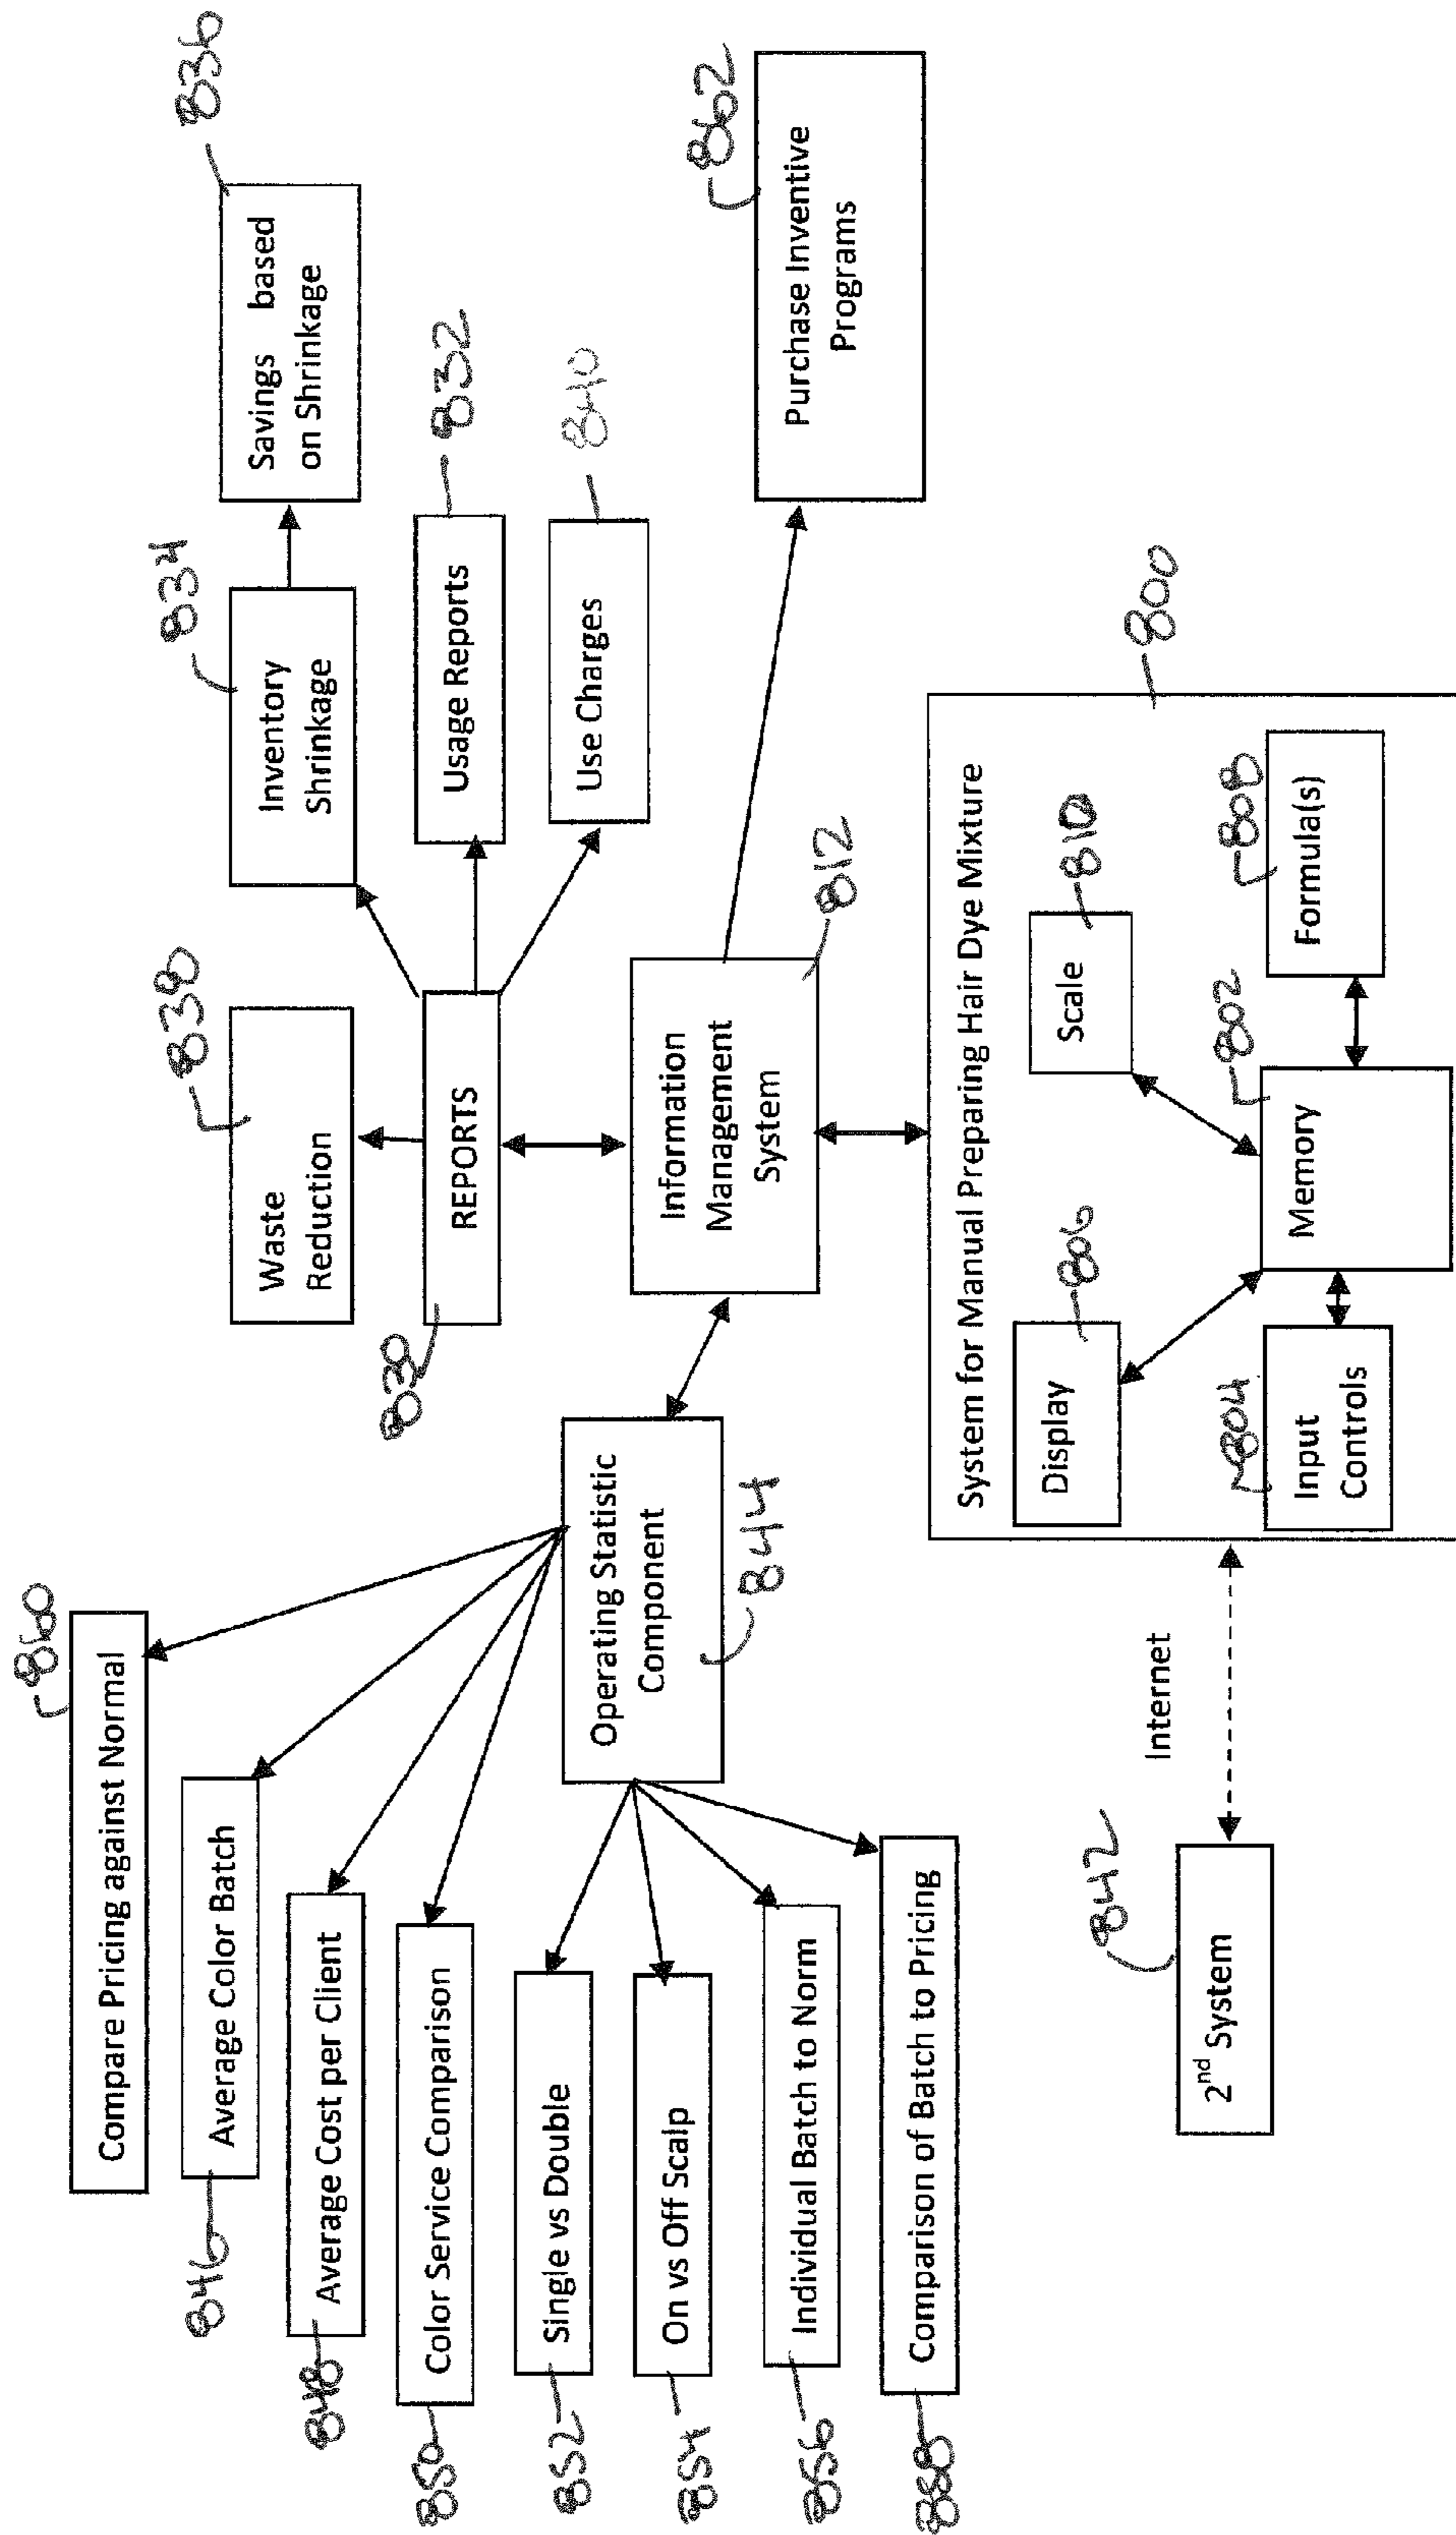 860
Compare Pricing against Normal
846
Average Color Batch
848
Average Cost per Client
850
Color Service Comparison
852
Single vs Double
854
On vs Off Scalp
856
Individual Batch to Norm
858
Comparison of Batch to Pricing
Operating Statistic
Component
844
838
Waste
Reduction
834
Inventory
Shrinkage
836
Savings based
on Shrinkage
830
REPORTS
832
Usage Reports
840
Use Charges
Information
Management
System
812
862
Purchase Inventive
Programs
842
2nd System
Internet
800
System for Manual Preparing Hair Dye Mixture
806
Display
810
Scale
804
Input
Controls
802
Memory
808
Formula(s)